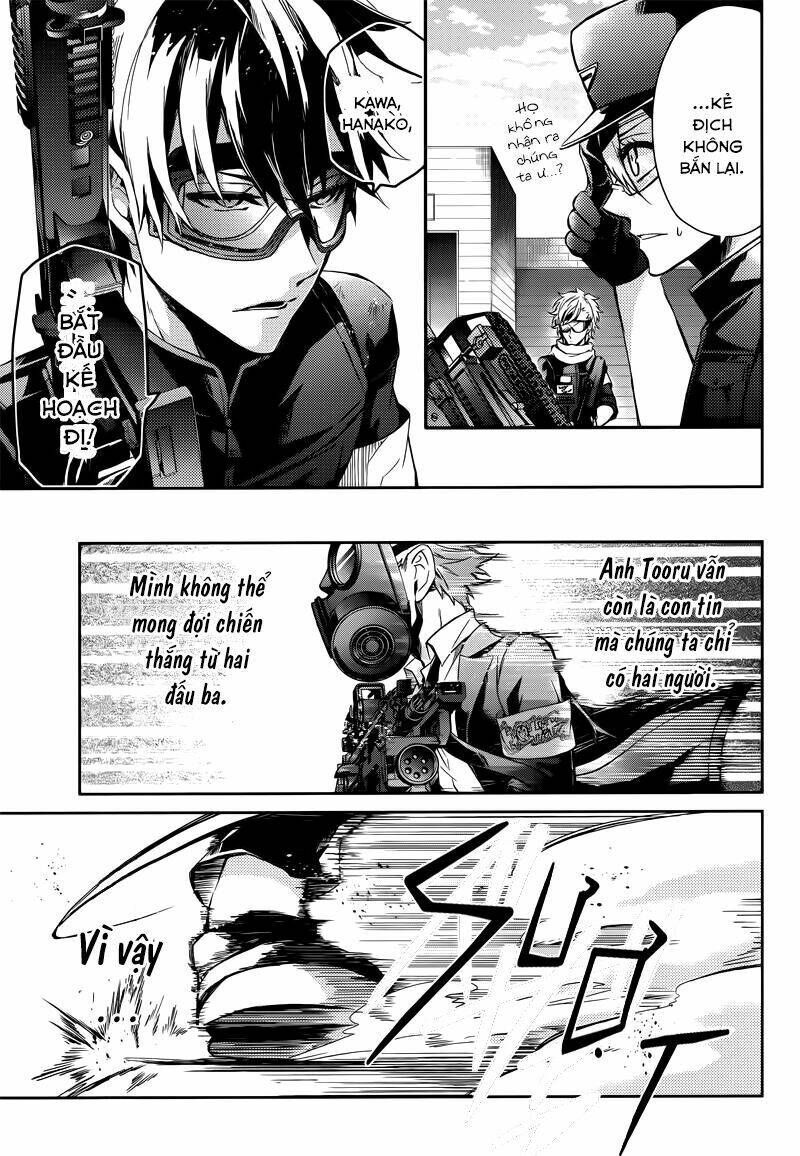 ...KẺ
ĐỊCH
KHÔNG
BẮN LẠI.
Họ
không
nhận ra
chúng
ta ư...?
KAWA,
HANAKO,
BẮT
ĐẦU
KẾ
HOẠCH
ĐI!
Anh Tooru vẫn
còn là con tin
mà chúng ta chỉ
có hai người.
Mình không thể
mong đợi chiến
thắng từ hai
đấu ba.
SƯỢT
Vì vậy
...